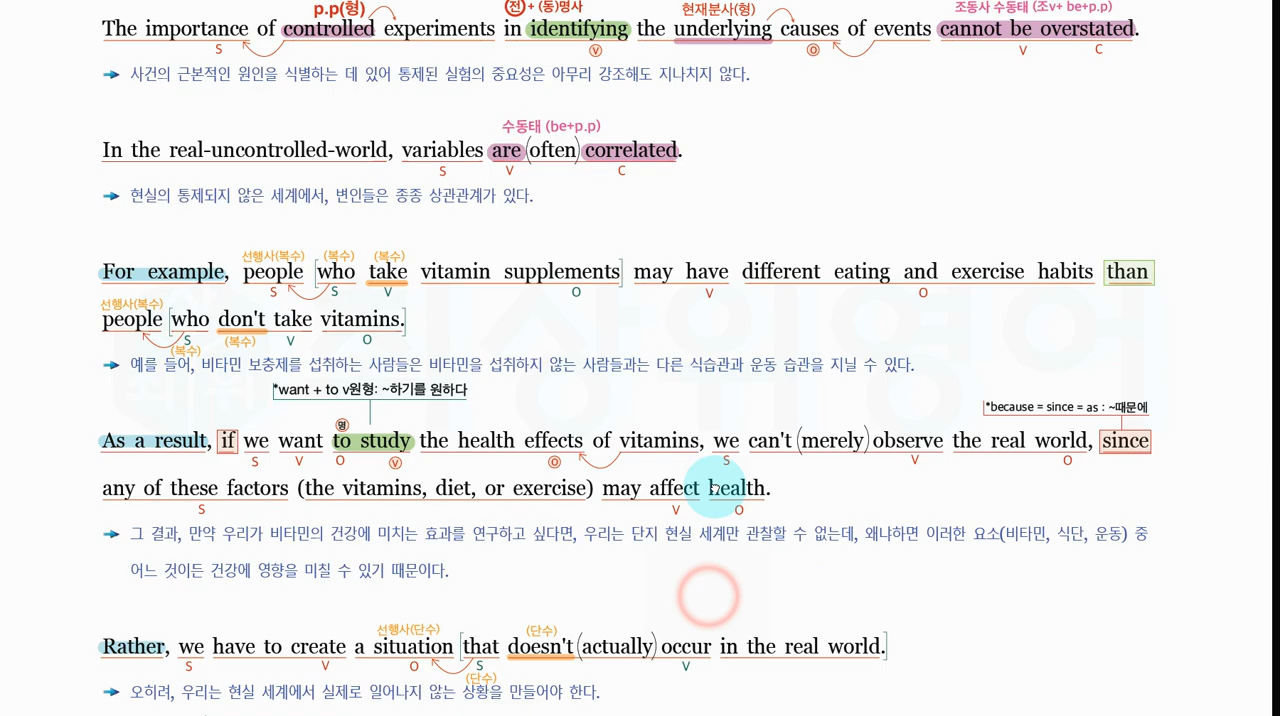 p.p(형) (전)+ (동)명사 현재분사(형) 조동사 수동태 (조v+ be+p.p)
The importance of controlled experiments in identifying the underlying causes of events cannot be overstated.
S Ⓥ Ⓞ V C
➡ 사건의 근본적인 원인을 식별하는 데 있어 통제된 실험의 중요성은 아무리 강조해도 지나치지 않다.
수동태 (be+p.p)
In the real-uncontrolled-world, variables are (often) correlated.
S V C
➡ 현실의 통제되지 않은 세계에서, 변인들은 종종 상관관계가 있다.
선행사(복수) (복수) (복수)
For example, people [who take vitamin supplements] may have different eating and exercise habits than
S S V O V O
선행사(복수)
people [who don't take vitamins.]
S (복수) V O
(복수)
➡ 예를 들어, 비타민 보충제를 섭취하는 사람들은 비타민을 섭취하지 않는 사람들과는 다른 식습관과 운동 습관을 지닐 수 있다.
*want + to v원형: ~하기를 원하다
*because = since = as : ~때문에
명
As a result, if we want to study the health effects of vitamins, we can't (merely) observe the real world, since
S V O Ⓥ Ⓞ S V O
any of these factors (the vitamins, diet, or exercise) may affect health.
S V O
➡ 그 결과, 만약 우리가 비타민의 건강에 미치는 효과를 연구하고 싶다면, 우리는 단지 현실 세계만 관찰할 수 없는데, 왜냐하면 이러한 요소(비타민, 식단, 운동) 중
어느 것이든 건강에 영향을 미칠 수 있기 때문이다.
선행사(단수) (단수)
Rather, we have to create a situation [that doesn't (actually) occur in the real world.]
S V O S V
(단수)
➡ 오히려, 우리는 현실 세계에서 실제로 일어나지 않는 상황을 만들어야 한다.